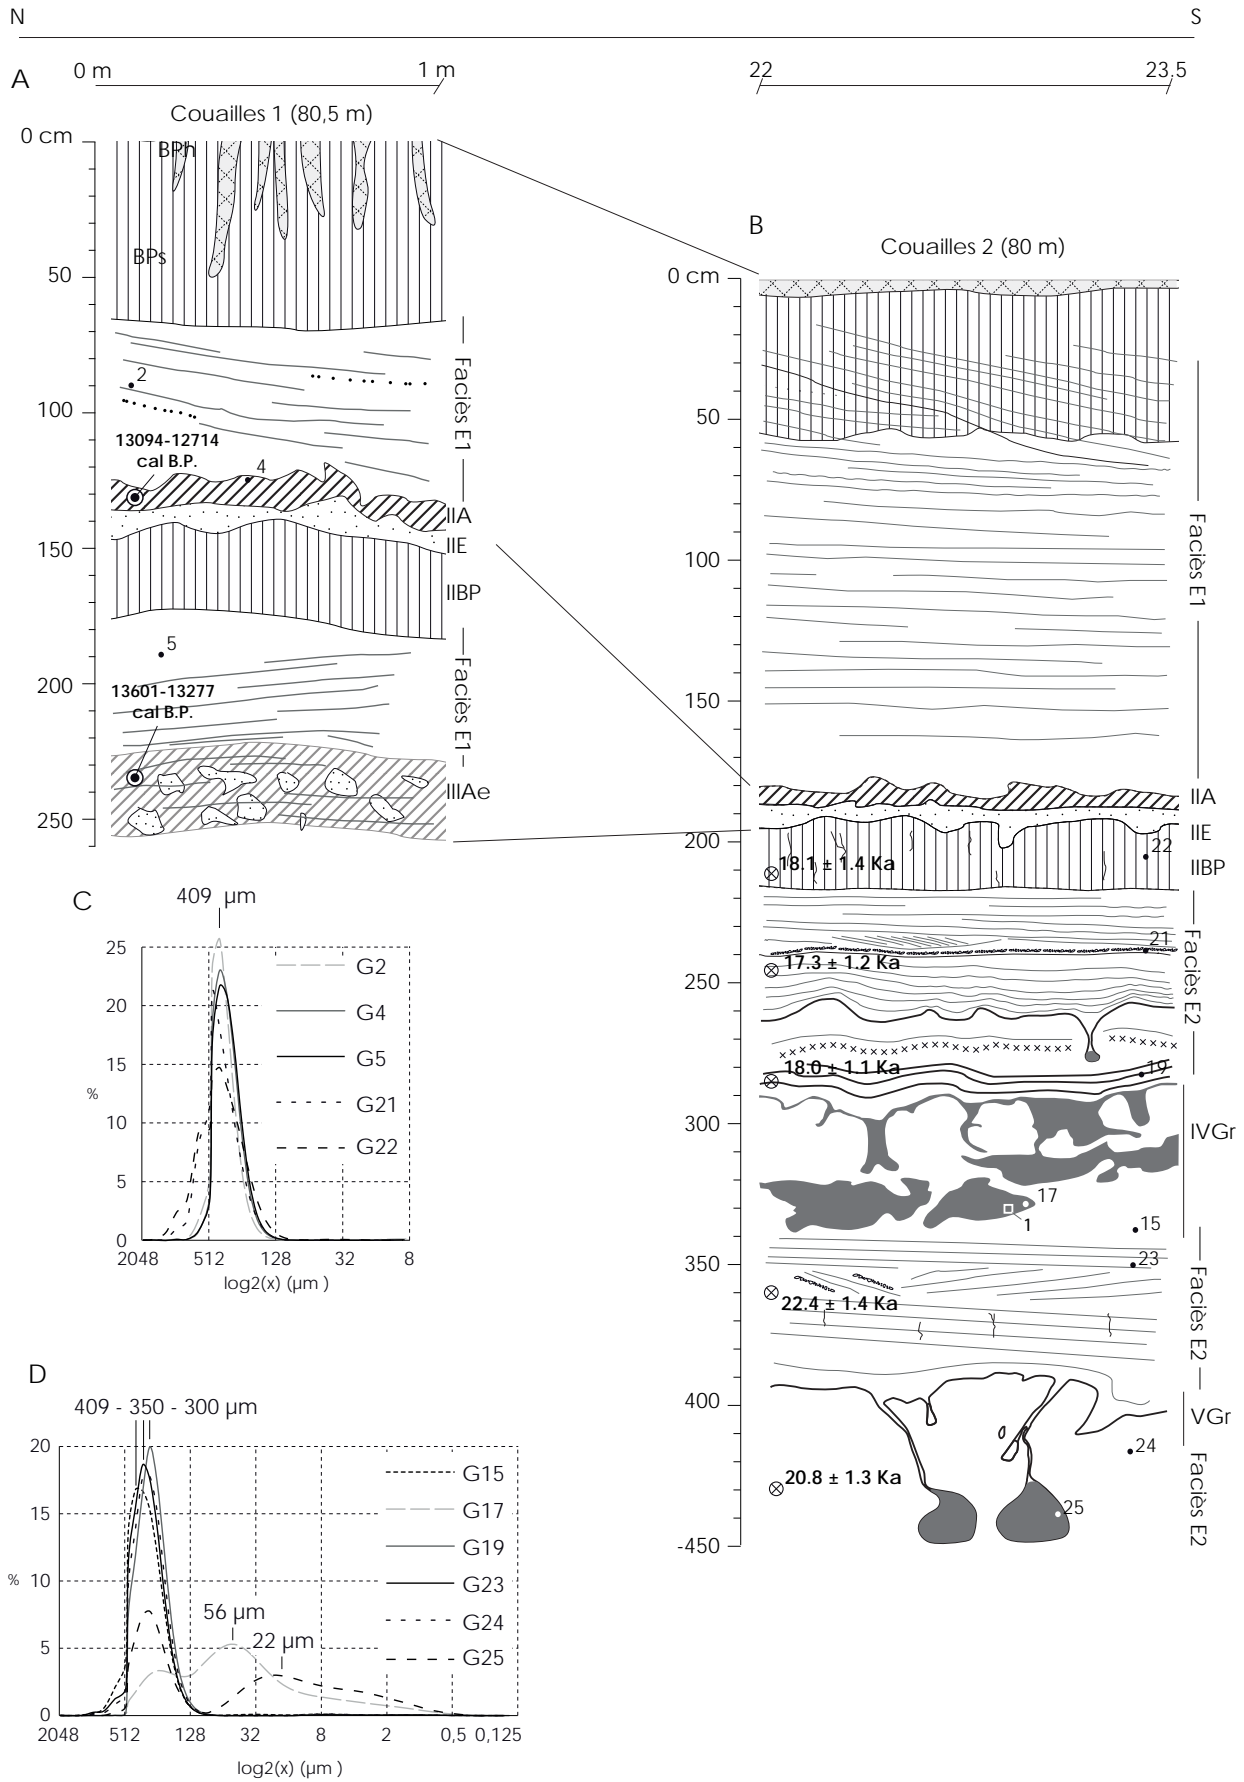 N
S
A
0 m
1 m
22
23.5
Couailles 1 (80,5 m)
0 cm
BPh
BPs
50
2
100
13094-12714
cal B.P.
4
Faciès E1
IIA
IIE
150
IIBP
5
200
13601-13277
cal B.P.
Faciès E1
IIIAe
250
B
Couailles 2 (80 m)
0 cm
50
100
Faciès E1
150
IIA
IIE
200
22
18.1 ± 1.4 Ka
IIBP
21
17.3 ± 1.2 Ka
250
Faciès E2
18.0 ± 1.1 Ka
19
300
IVGr
17
1
15
23
350
22.4 ± 1.4 Ka
Faciès E2
400
VGr
24
20.8 ± 1.3 Ka
25
Faciès E2
-450
C
409 µm
25
20
15
%
10
5
0
G2
G4
G5
G21
G22
2048
512
128
32
8
log2(x) (µm )
D
409 - 350 - 300 µm
20
15
%
10
5
0
56 µm
22 µm
G15
G17
G19
G23
G24
G25
2048
512
128
32
8
2
0,5
0,125
log2(x) (µm )